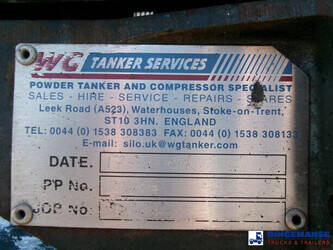 WG TANKER SERVICES
POWDER TANKER AND COMPRESSOR SPECIALIST
SALES - HIRE - SERVICE - REPAIRS - SPARES
Leek Road (A523), Waterhouses, Stoke-on-Trent,
ST10 3HN. ENGLAND
TEL: 0044 (0) 1538 308383 FAX: 0044 (0) 1538 308133
E-mail: silo.uk@wgtanker.com
DATE.
P'P No.
JOP No.
BINGEMANSE
TRUCKS & TRAILERS